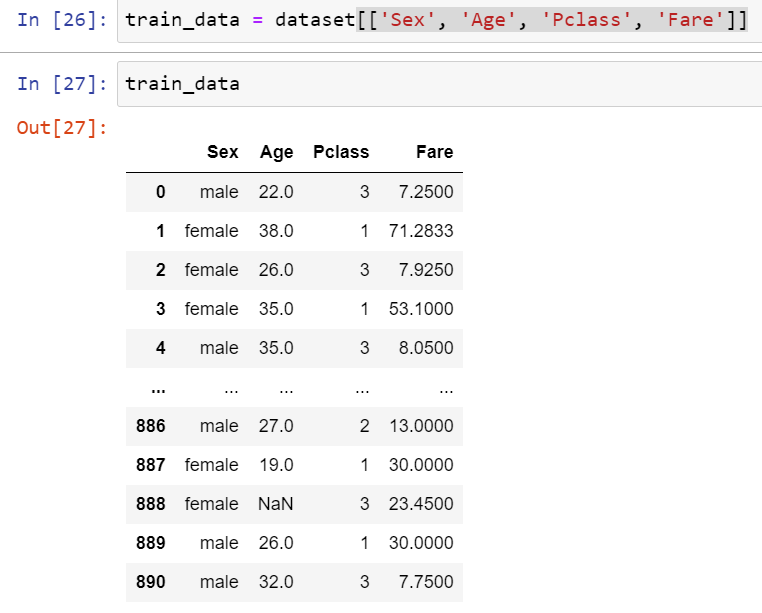 In [26]: train_data = dataset[['Sex', 'Age', 'Pclass', 'Fare']]
In [27]: train_data
Out[27]:
Sex Age Pclass Fare
0 male 22.0 3 7.2500
1 female 38.0 1 71.2833
2 female 26.0 3 7.9250
3 female 35.0 1 53.1000
4 male 35.0 3 8.0500
... ... ... ... ...
886 male 27.0 2 13.0000
887 female 19.0 1 30.0000
888 female NaN 3 23.4500
889 male 26.0 1 30.0000
890 male 32.0 3 7.7500